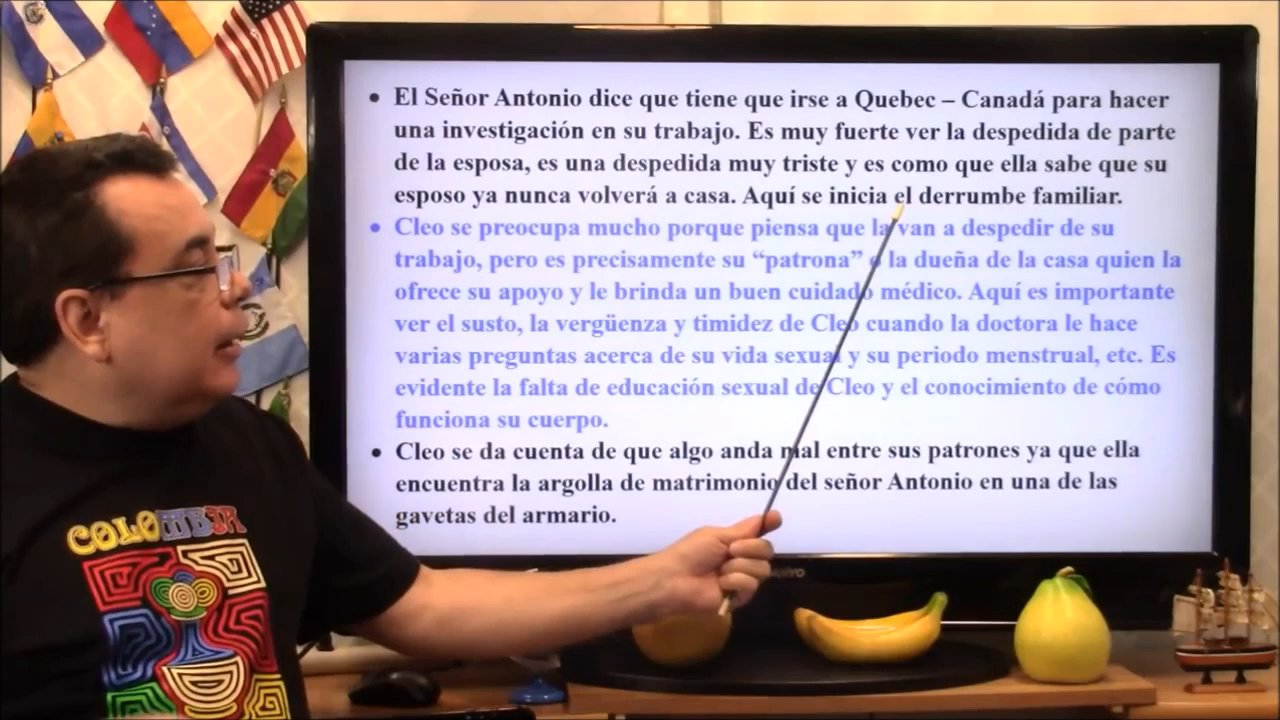 El Señor Antonio dice que tiene que irse a Quebec – Canadá para hacer
una investigación en su trabajo. Es muy fuerte ver la despedida de parte
de la esposa, es una despedida muy triste y es como que ella sabe que su
esposo ya nunca volverá a casa. Aquí se inicia el derrumbe familiar.
Cleo se preocupa mucho porque piensa que la van a despedir de su
trabajo, pero es precisamente su “patrona” o la dueña de la casa quien la
ofrece su apoyo y le brinda un buen cuidado médico. Aquí es importante
ver el susto, la vergüenza y timidez de Cleo cuando la doctora le hace
varias preguntas acerca de su vida sexual y su periodo menstrual, etc. Es
evidente la falta de educación sexual de Cleo y el conocimiento de cómo
funciona su cuerpo.
Cleo se da cuenta de que algo anda mal entre sus patrones ya que ella
encuentra la argolla de matrimonio del señor Antonio en una de las
gavetas del armario.
COLOMBIA